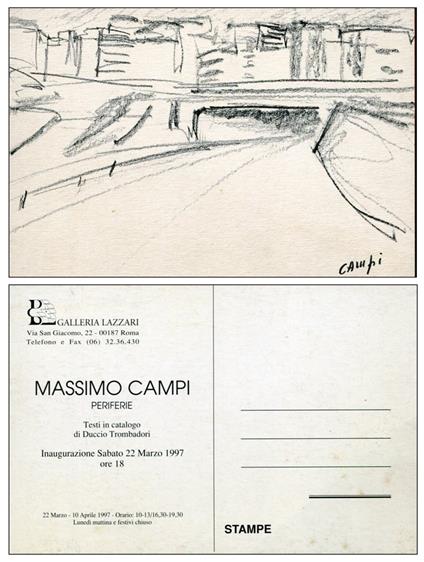 CAMPI
GALLERIA LAZZARI
Via San Giacomo, 22 - 00187 Roma
Telefono e Fax (06) 32.36.430
MASSIMO CAMPI
PERIFERIE
Testi in catalogo
di Duccio Trombadori
Inaugurazione Sabato 22 Marzo 1997
ore 18
22 Marzo - 10 Aprile 1997 - Orario: 10-13/16,30-19,30
Lunedì mattina e festivi chiuso
STAMPE